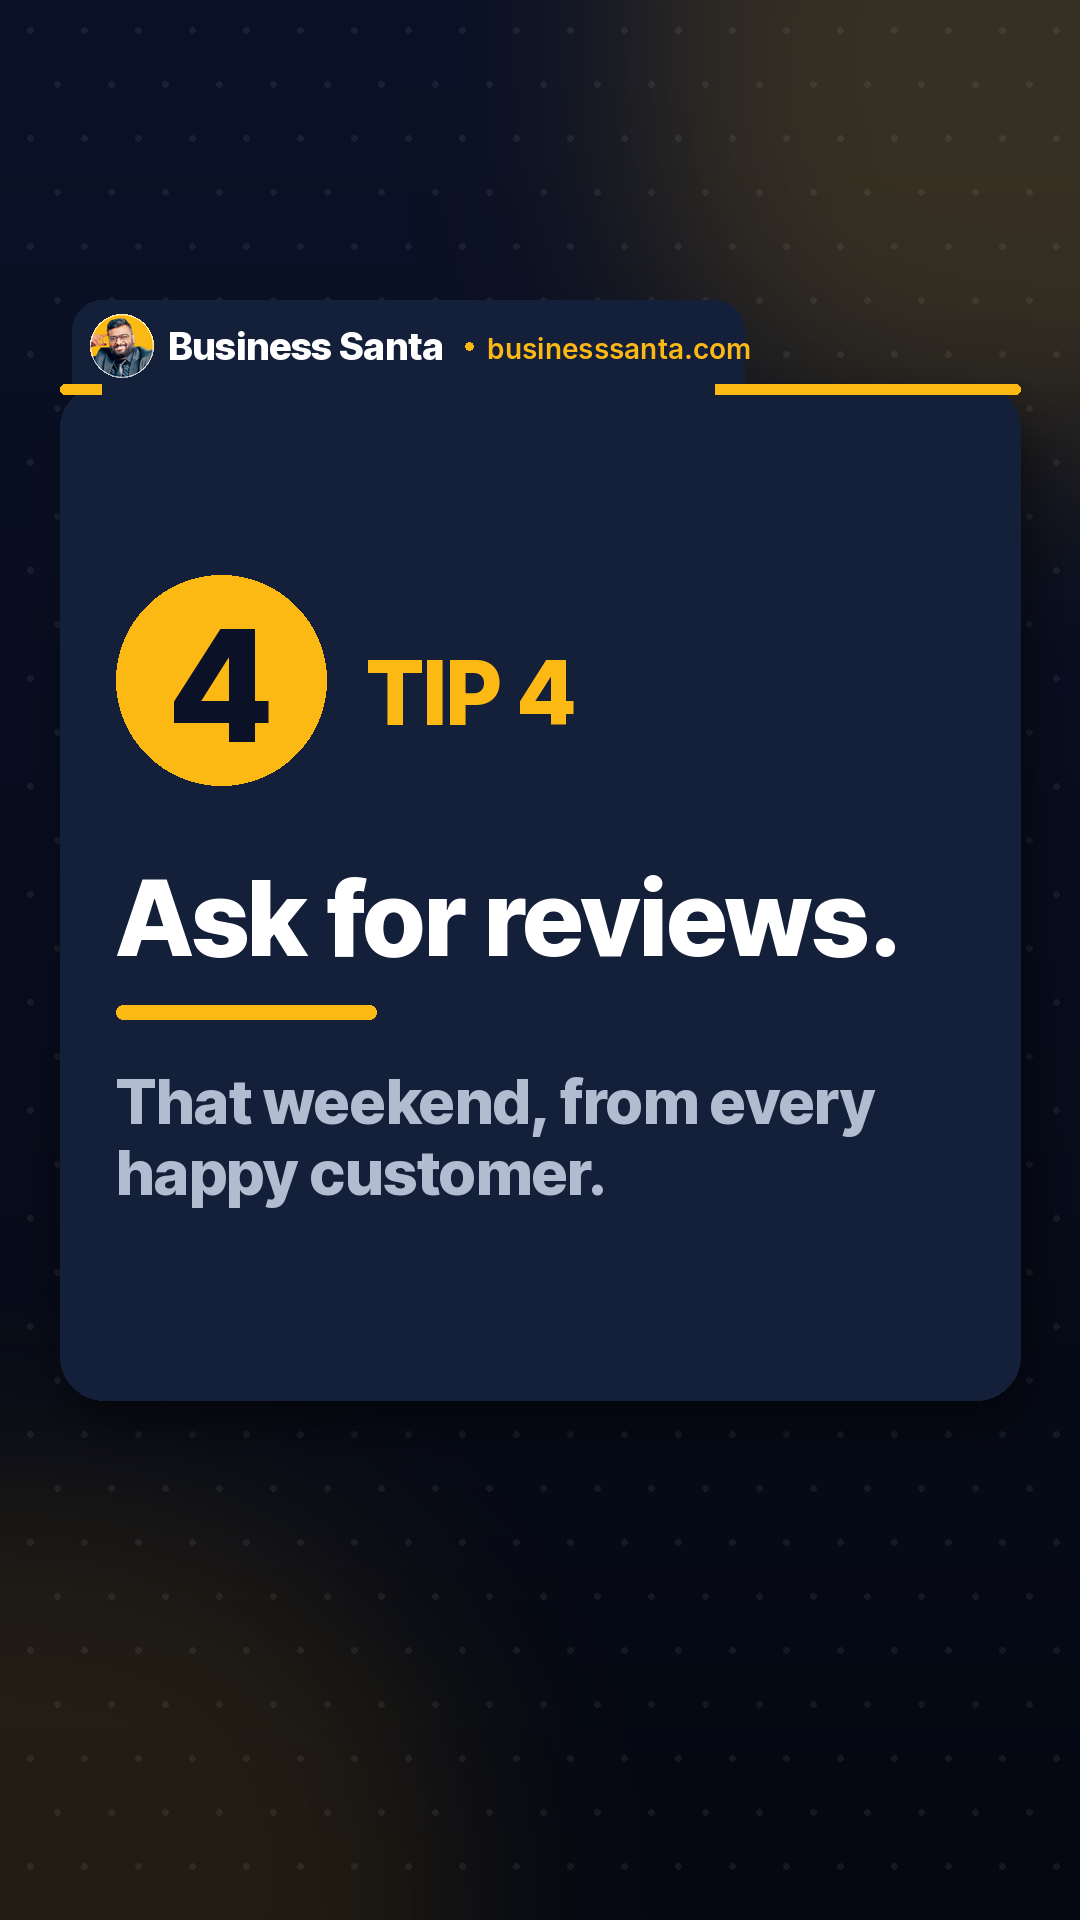 Business Santa • businesssanta.com
4 TIP 4
Ask for reviews.
That weekend, from every
happy customer.